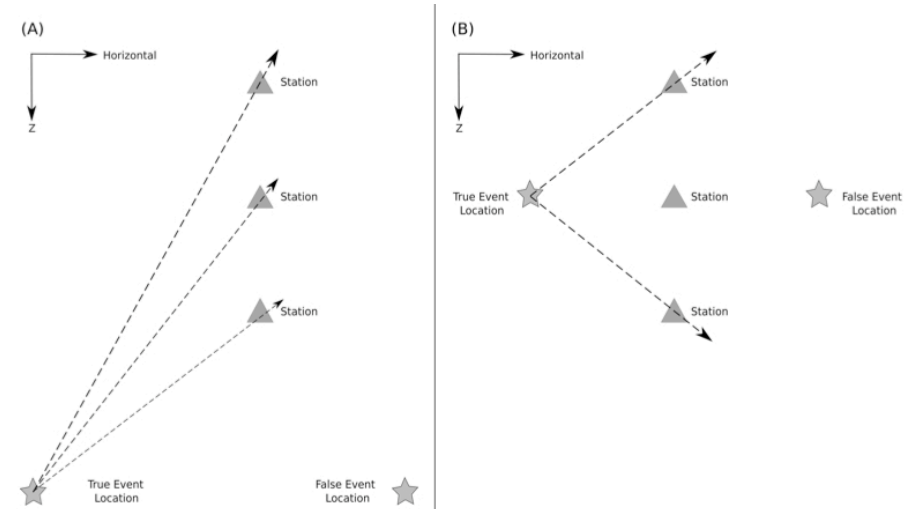 (A)
Horizontal
Z
Station
Station
Station
True Event
Location
False Event
Location
(B)
Horizontal
Z
Station
True Event
Location
Station
False Event
Location
Station